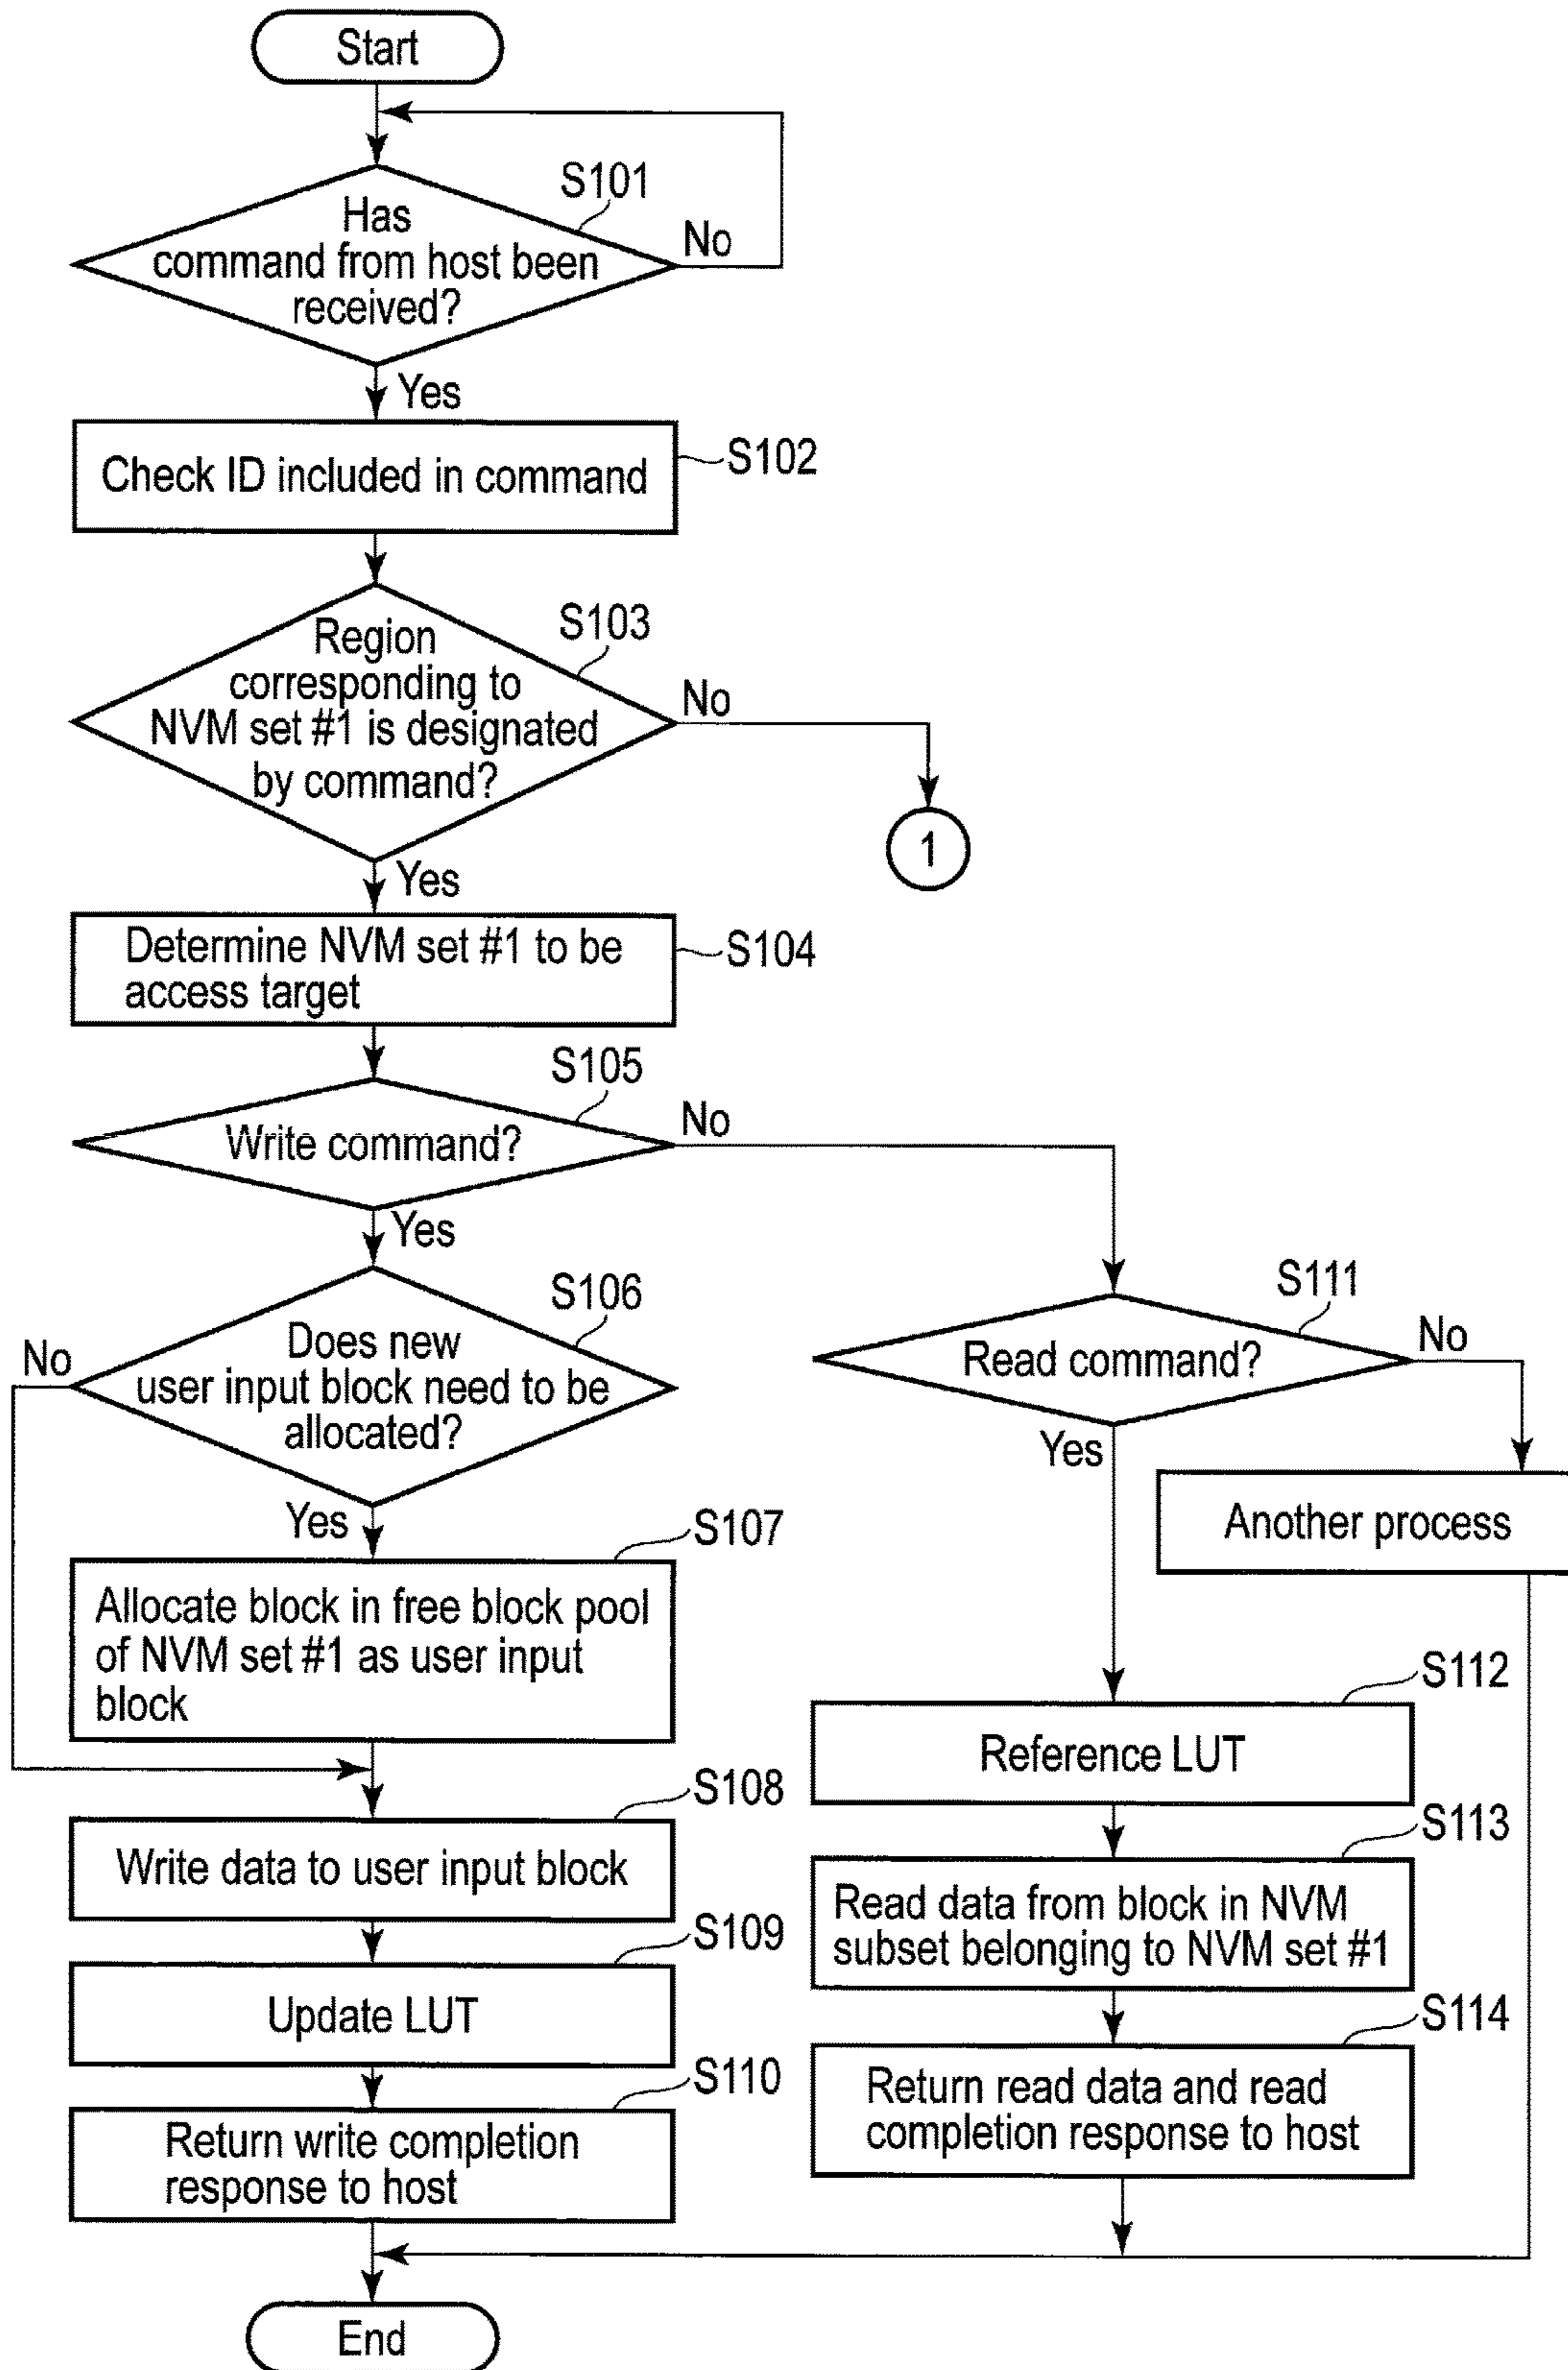 Start
S101
Has
command from host been
received?
No
Yes
Check ID included in command
S102
S103
Region
corresponding to
NVM set #1 is designated
by command?
No
1
Yes
Determine NVM set #1 to be
access target
S104
S105
Write command?
No
Yes
S106
Does new
user input block need to be
allocated?
No
Yes
S107
Allocate block in free block pool
of NVM set #1 as user input
block
S108
Write data to user input block
S109
Update LUT
S110
Return write completion
response to host
S111
Read command?
No
Yes
Another process
S112
Reference LUT
S113
Read data from block in NVM
subset belonging to NVM set #1
S114
Return read data and read
completion response to host
End